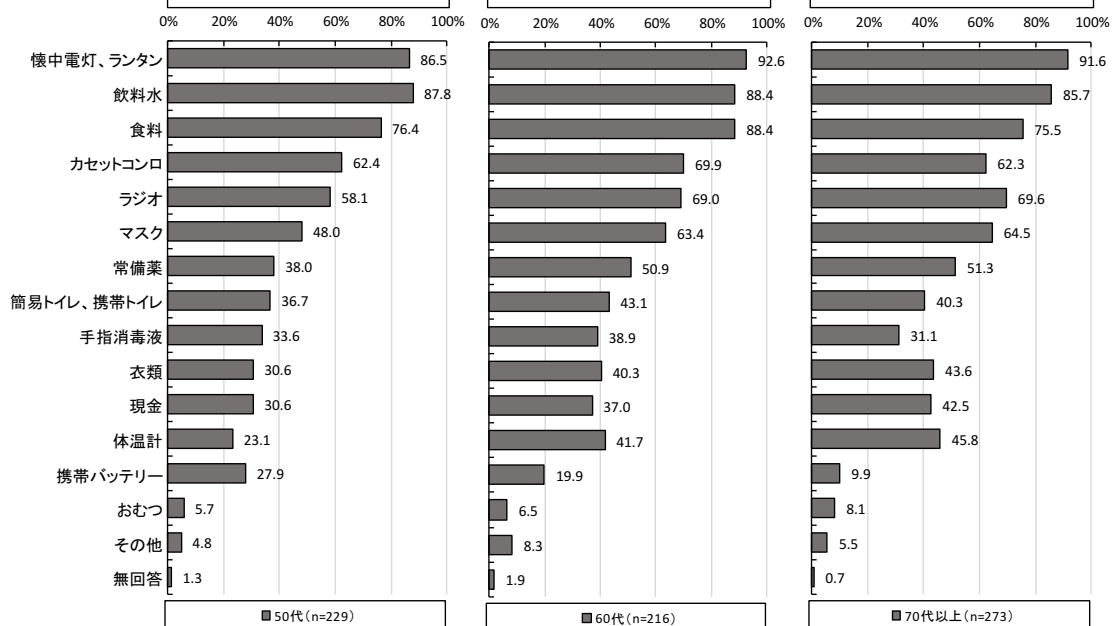 0% 20% 40% 60% 80% 100% 0% 20% 40% 60% 80% 100% 0% 20% 40% 60% 80% 100%
懐中電灯、ランタン 86.5 92.6 91.6
飲料水 87.8 88.4 85.7
食料 76.4 88.4 75.5
カセットコンロ 62.4 69.9 62.3
ラジオ 58.1 69.0 69.6
マスク 48.0 63.4 64.5
常備薬 38.0 50.9 51.3
簡易トイレ、携帯トイレ 36.7 43.1 40.3
手指消毒液 33.6 38.9 31.1
衣類 30.6 40.3 43.6
現金 30.6 37.0 42.5
体温計 23.1 41.7 45.8
携帯バッテリー 27.9 19.9 9.9
おむつ 5.7 6.5 8.1
その他 4.8 8.3 5.5
無回答 1.3 1.9 0.7
50代(n=229) 60代(n=216) 70代以上(n=273)